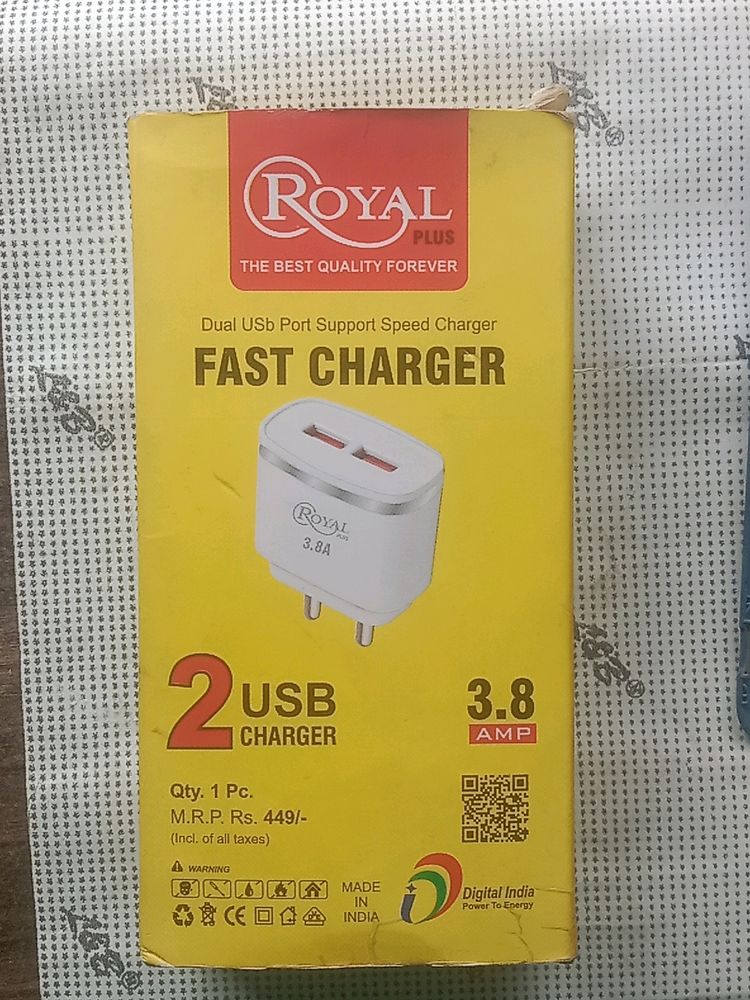 ROYAL
PLUS
THE BEST QUALITY FOREVER
Dual USb Port Support Speed Charger
FAST CHARGER
ROYAL
PLUS
3.8A
2 USB
CHARGER
3.8
AMP
Qty. 1 Pc.
M.R.P. Rs. 449/-
(Incl. of all taxes)
WARNING
CE
MADE
IN
INDIA
Digital India
Power To Energy